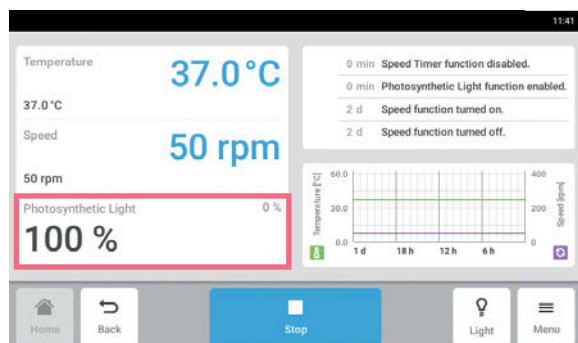 11:41
Temperature
37.0°C
37.0°C
Speed
50 rpm
50 rpm
Photosynthetic Light 0 %
100 %
0 min Speed Timer function disabled.
0 min Photosynthetic Light function enabled.
2 d Speed function turned on.
2 d Speed function turned off.
Temperature [°C]
60.0
30.0
0.0
1 d 18 h 12 h 6 h
400
200
0
Speed [rpm]
Home
Back
Stop
Light
Menu